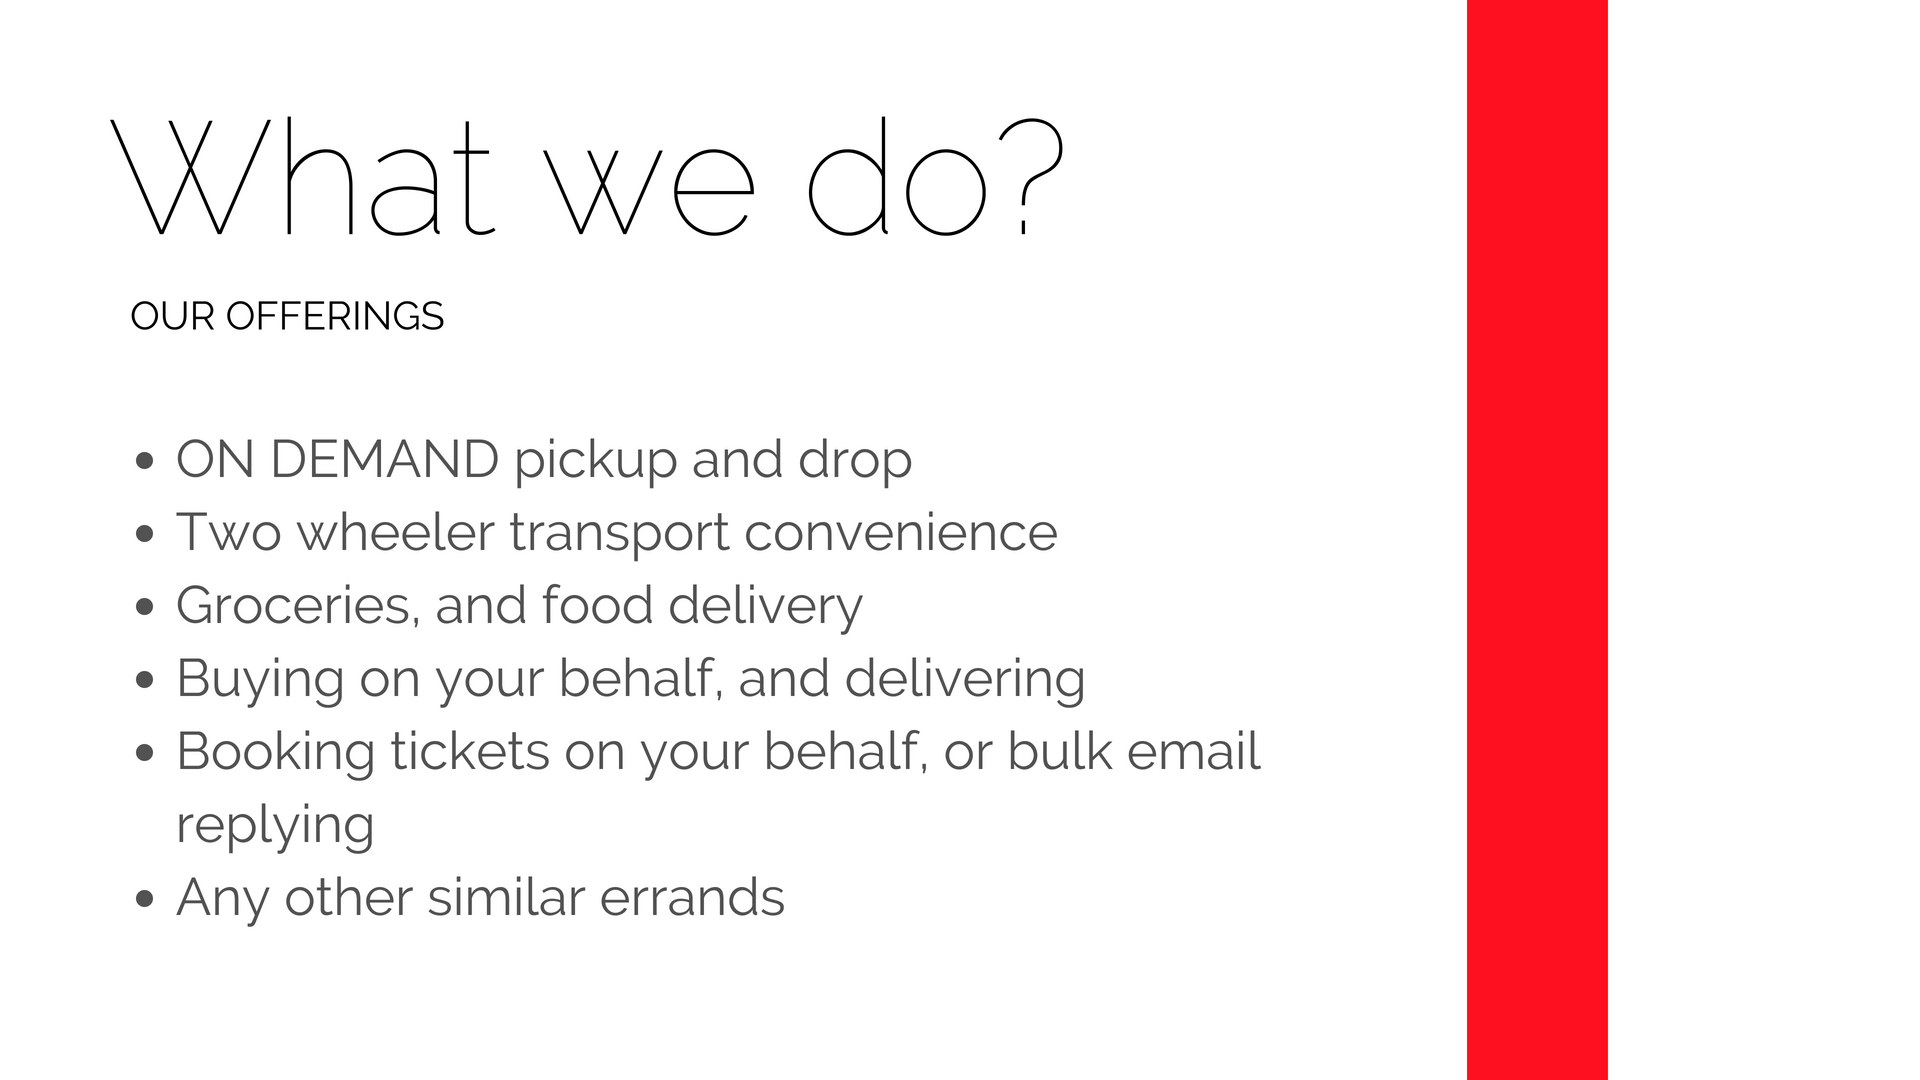 What we do?
OUR OFFERINGS
• ON DEMAND pickup and drop
• Two wheeler transport convenience
• Groceries, and food delivery
• Buying on your behalf, and delivering
• Booking tickets on your behalf, or bulk email
replying
• Any other similar errands